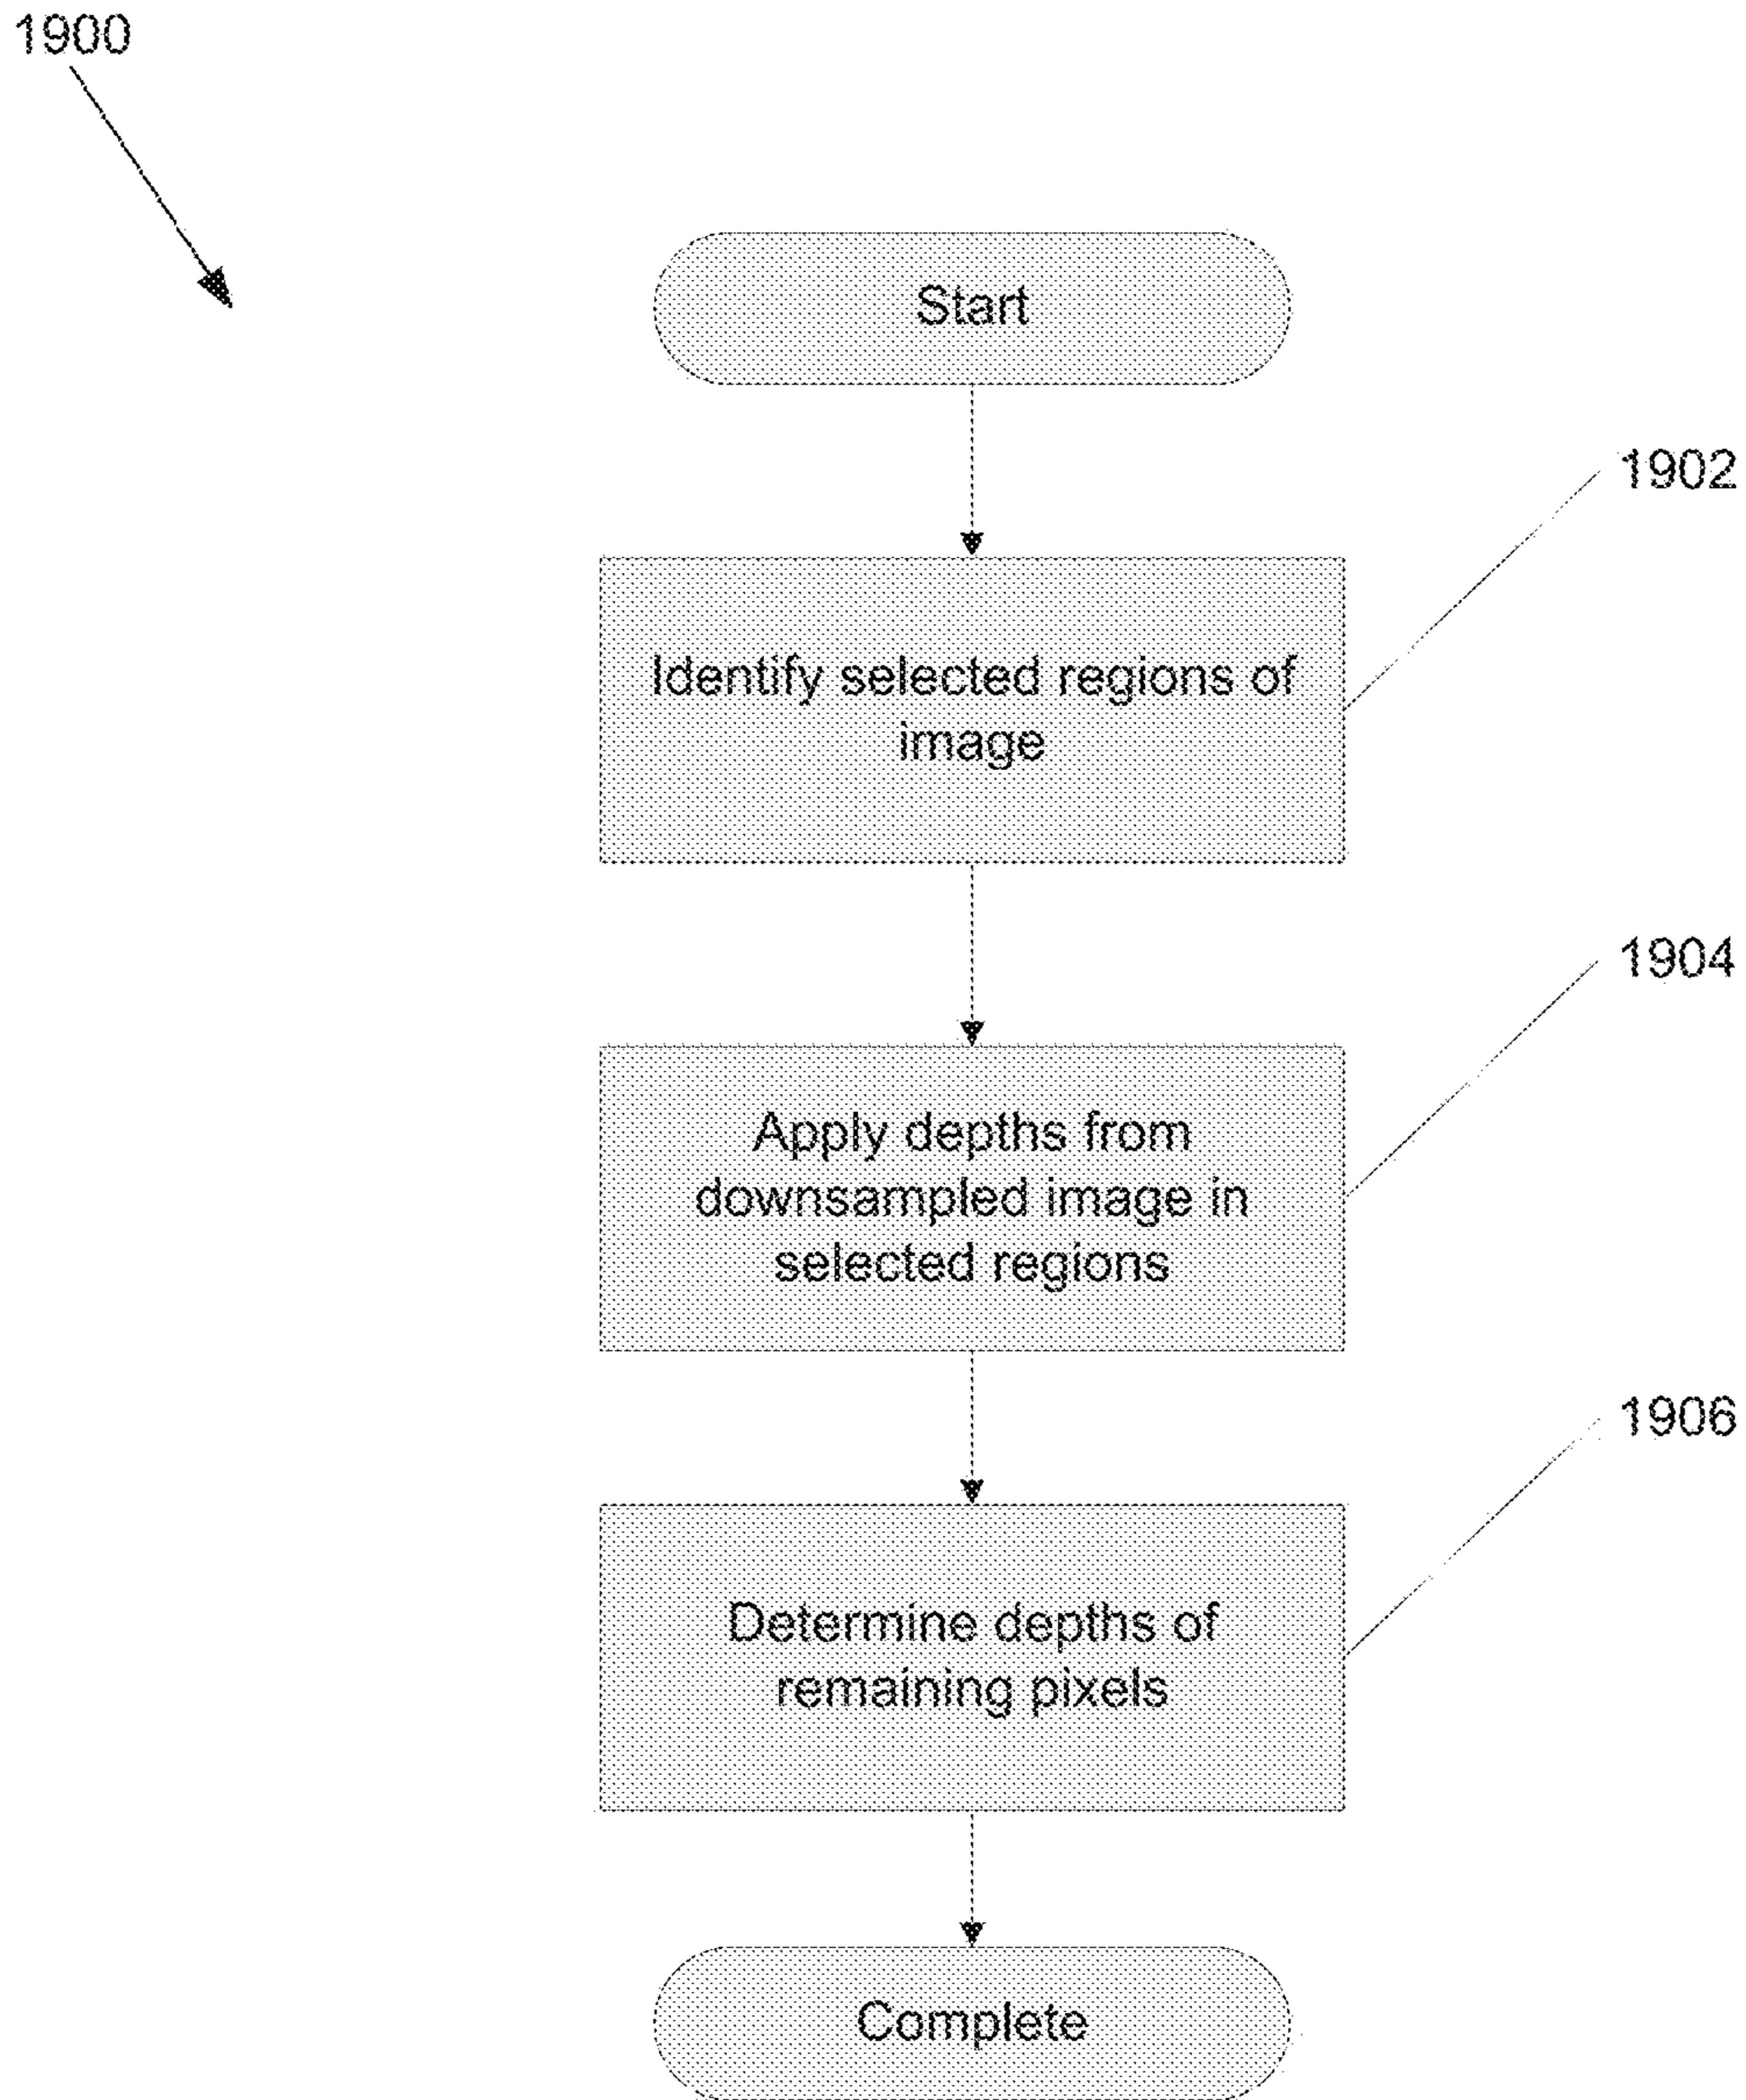 1900
Start
1902
Identify selected regions of
image
1904
Apply depths from
downsampled image in
selected regions
1906
Determine depths of
remaining pixels
Complete